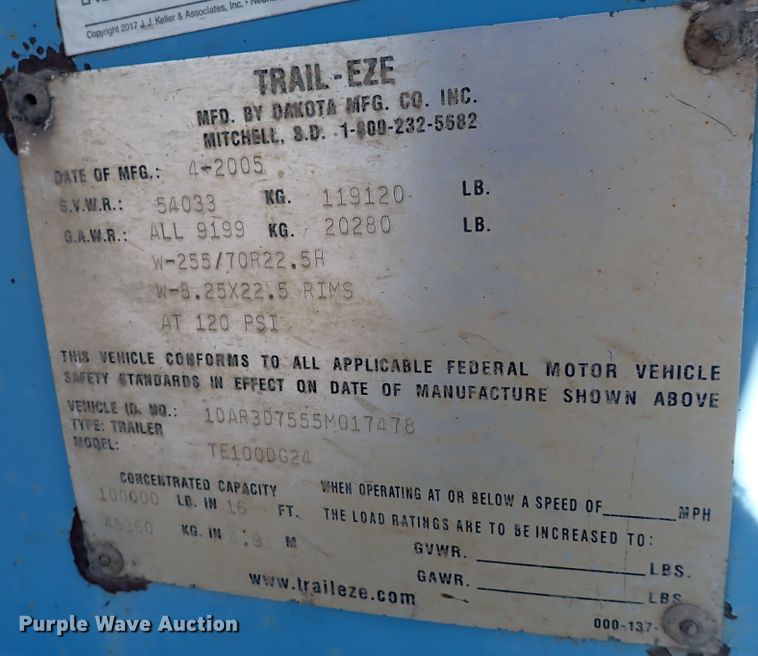 Copyright 2017 J. J. Keller & Associates, Inc.
TRAIL-EZE
MFD. BY DAKOTA MFG. CO. INC.
MITCHELL, S.D. 1-800-232-5682
DATE OF MFG.: 4-2005
G.V.W.R.: 54033 KG. 119120 LB.
G.A.W.R.: ALL 9199 KG. 20280 LB.
W-255/70R22.5H
W-8.25X22.5 RIMS
AT 120 PSI
THIS VEHICLE CONFORMS TO ALL APPLICABLE FEDERAL MOTOR VEHICLE
SAFETY STANDARDS IN EFFECT ON DATE OF MANUFACTURE SHOWN ABOVE
VEHICLE ID. NO.: 1DAR3D7555M017478
TYPE: TRAILER
MODEL: TE100DG24
CONCENTRATED CAPACITY
100000 LB. IN 16 FT.
45360 KG. IN 4.9 M
WHEN OPERATING AT OR BELOW A SPEED OF MPH
THE LOAD RATINGS ARE TO BE INCREASED TO:
GVWR. LBS.
GAWR. LBS.
www.traileze.com
000-137-
Purple Wave Auction